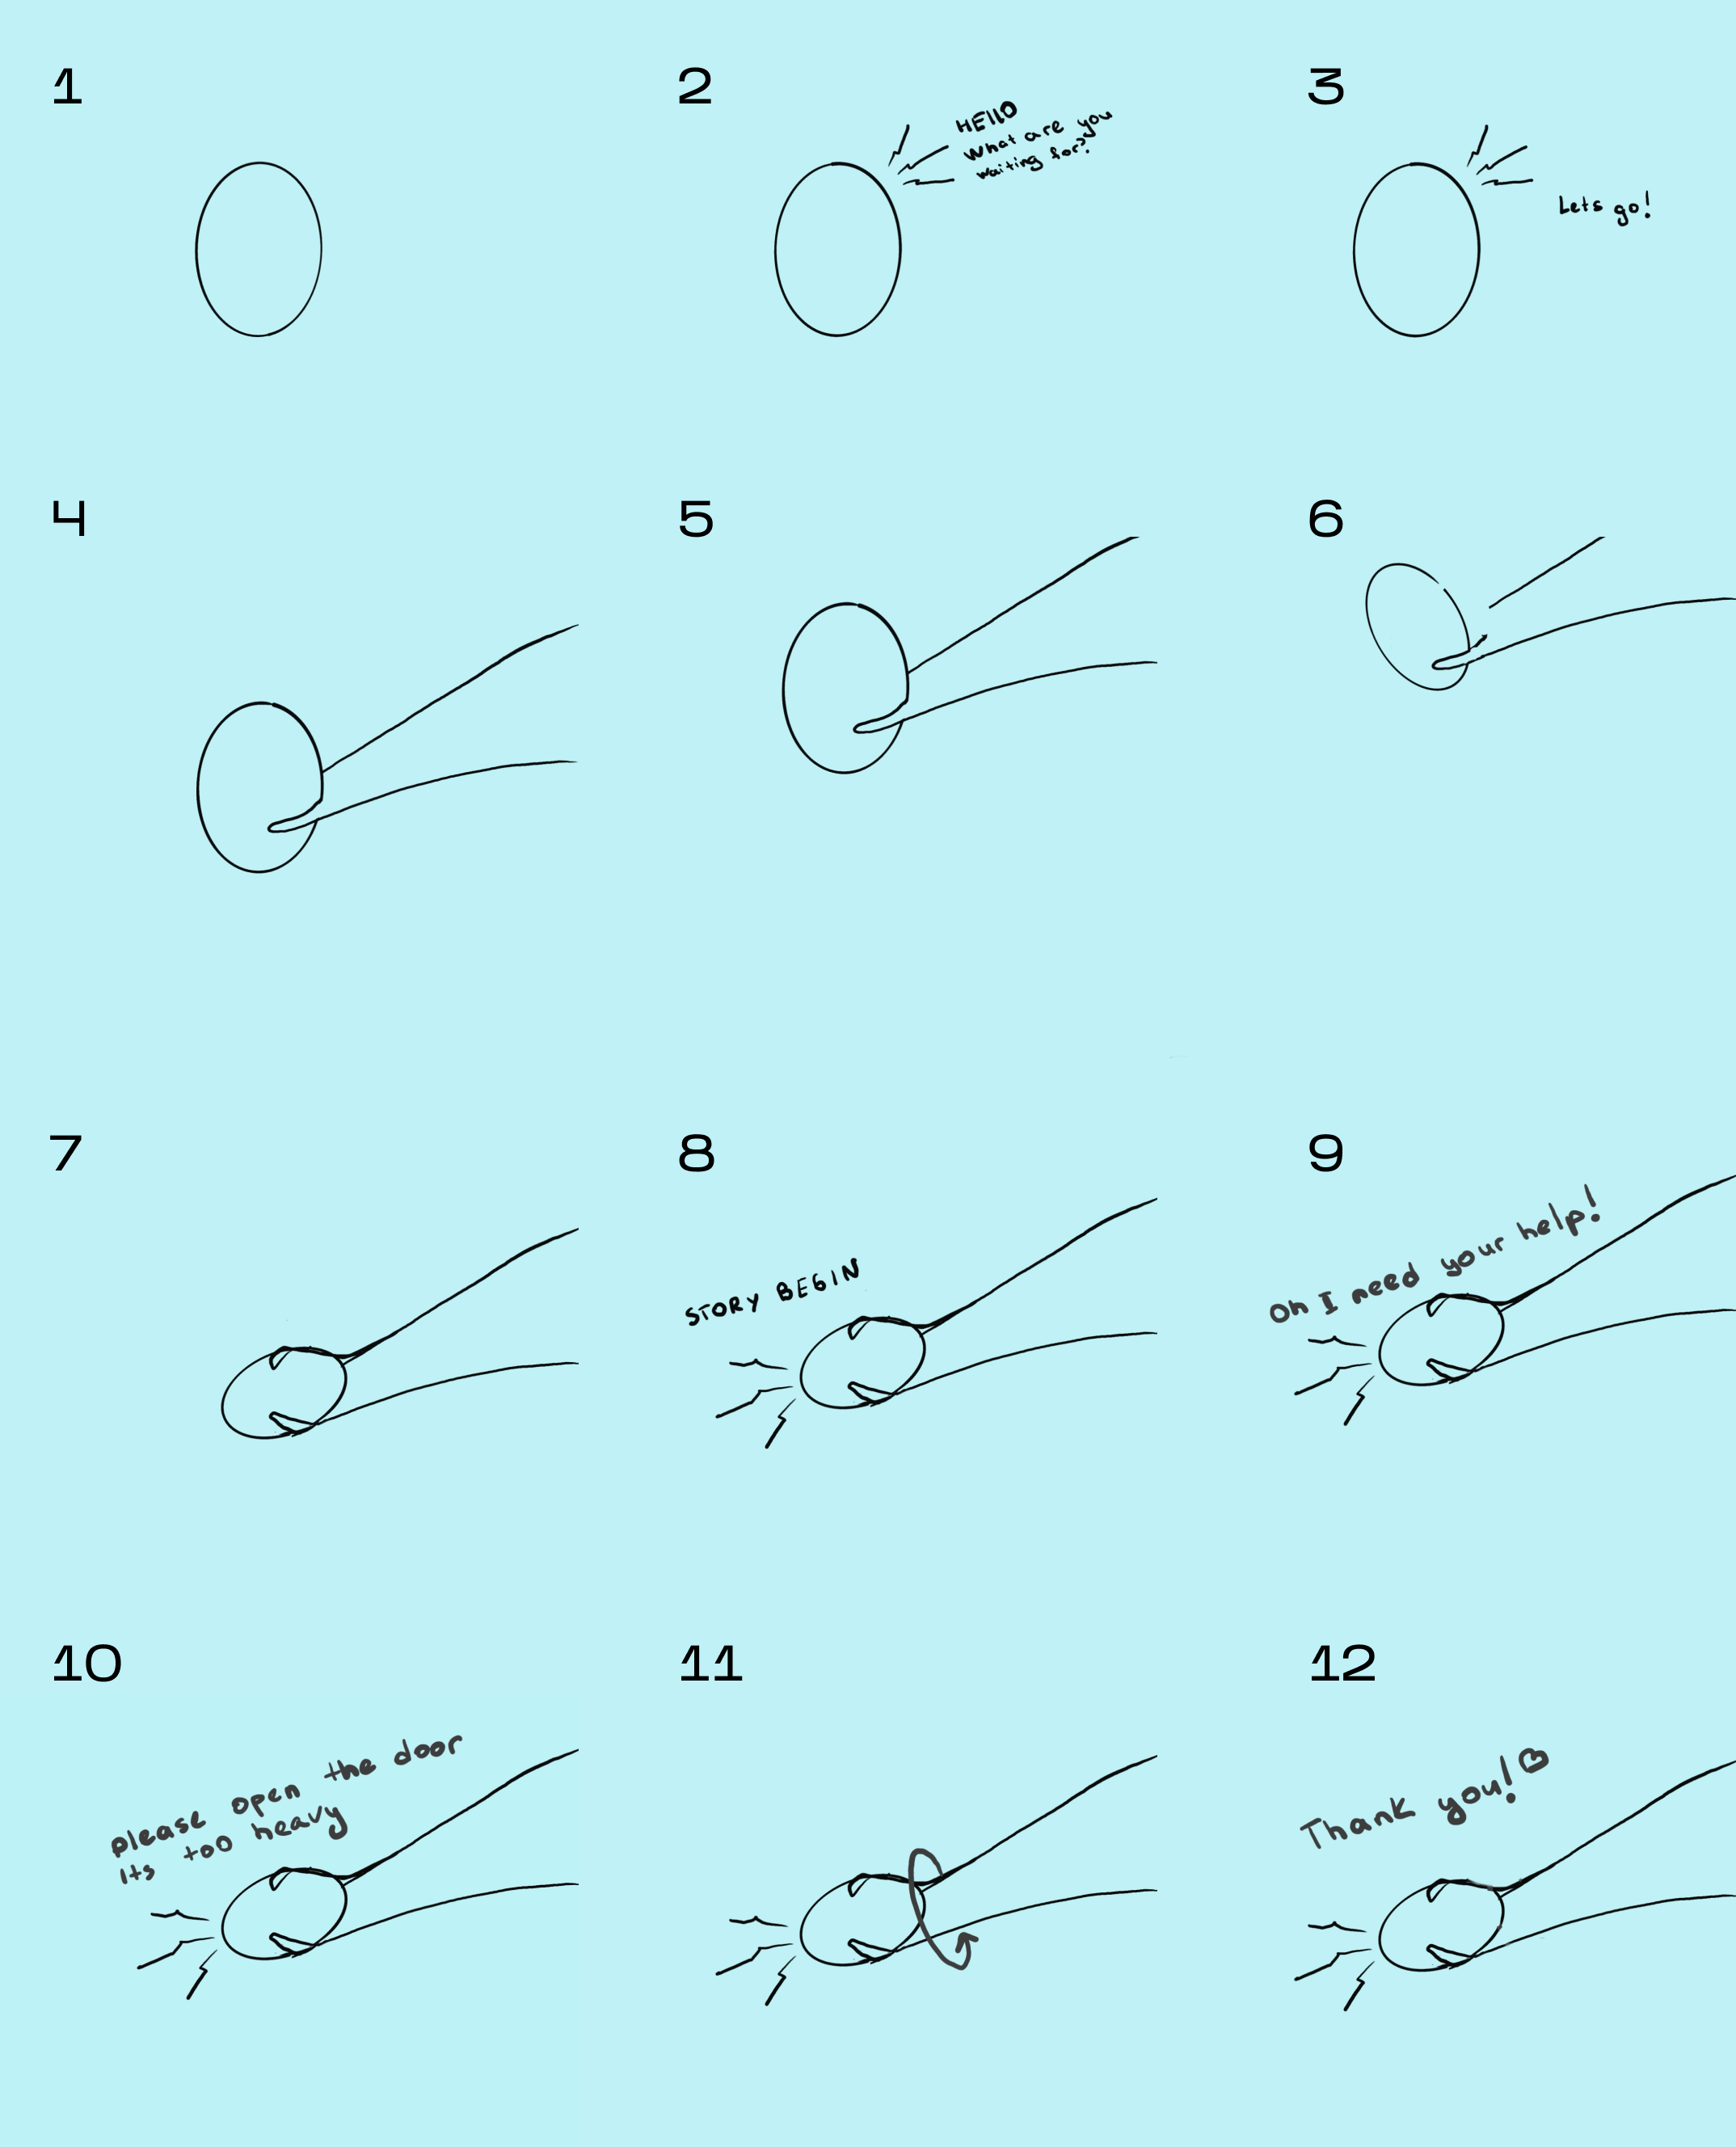 1
2
HEllO
what are you
waiting for?
3
Lets go!
4
5
6
7
8
STORY BEGIN
9
Oh I need your help!
10
please open the door
its too heavy
11
12
Thank you!